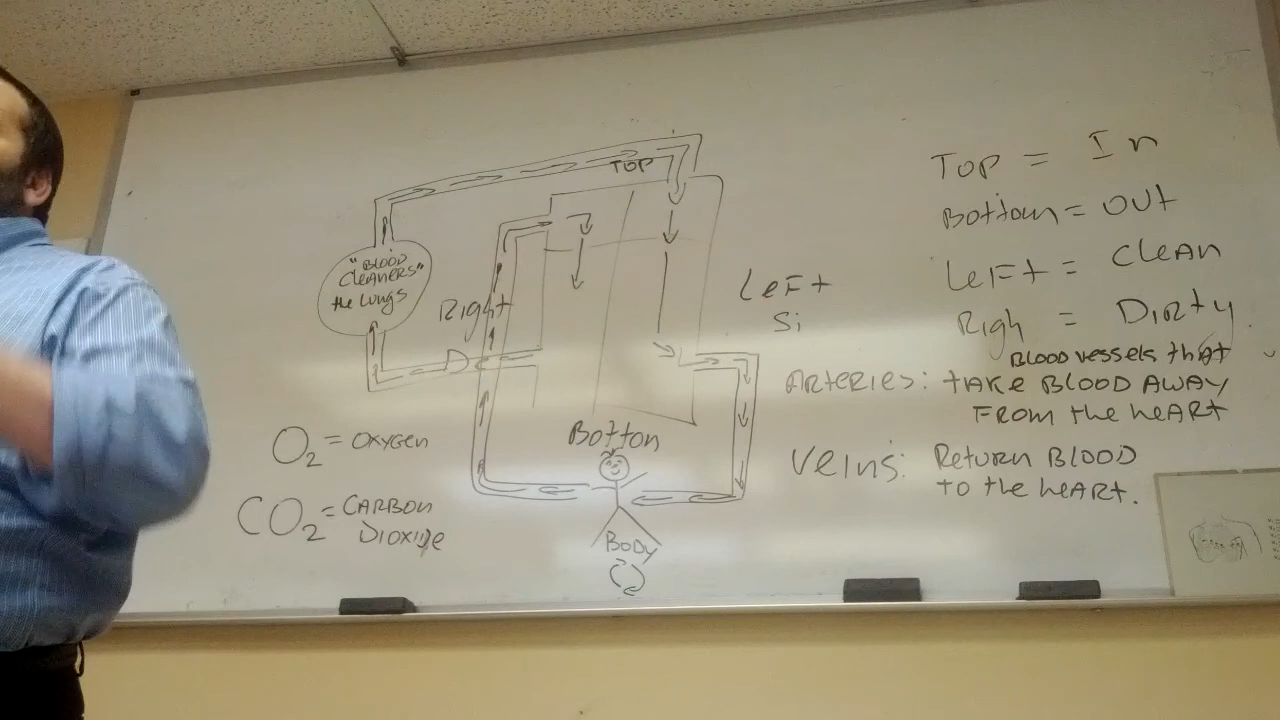 TOP
"BLOOD
CLEANERS"
the LUNGS
Right
LEFt
Si
Botton
Body
O2 = OXYGEN
CO2 = CARBON
DIOXIDE
TOP = In
Bottom = OUt
LEFt = CLEAN
Righ = Dirty
BLOOD vessels that
ARTERIES: tAKE BLOOD AWAY
FROM the heARt
Veins: Return BLOOD
to the heARt.